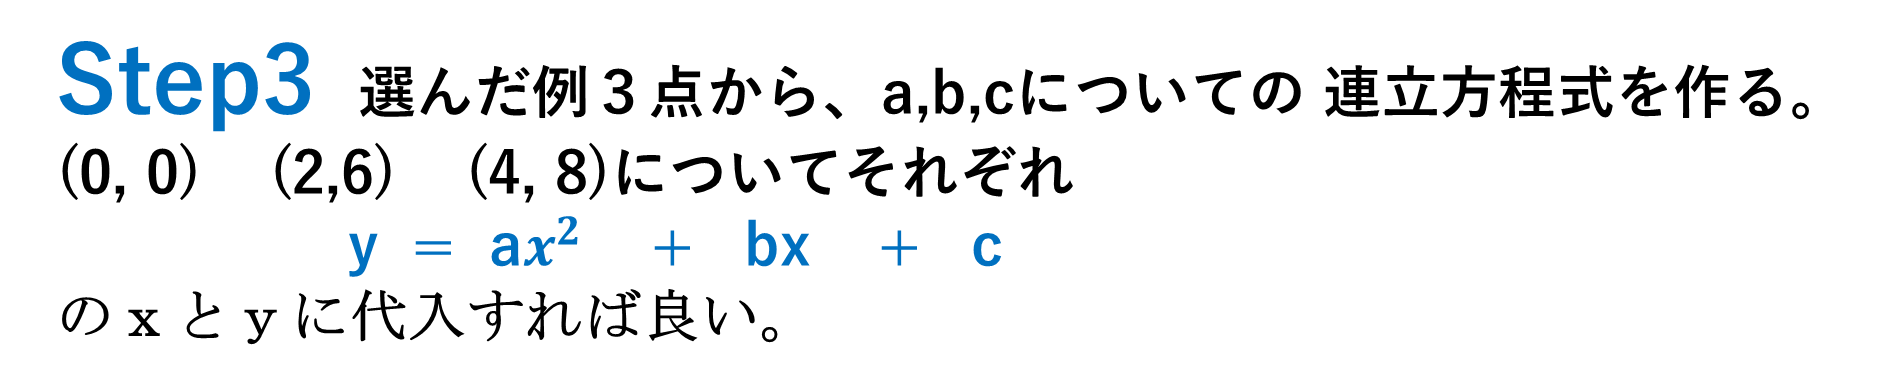 Step3 選んだ例3点から、a,b,cについての 連立方程式を作る。
(0, 0) (2,6) (4, 8)についてそれぞれ
y = ax² + bx + c
のxとyに代入すれば良い。